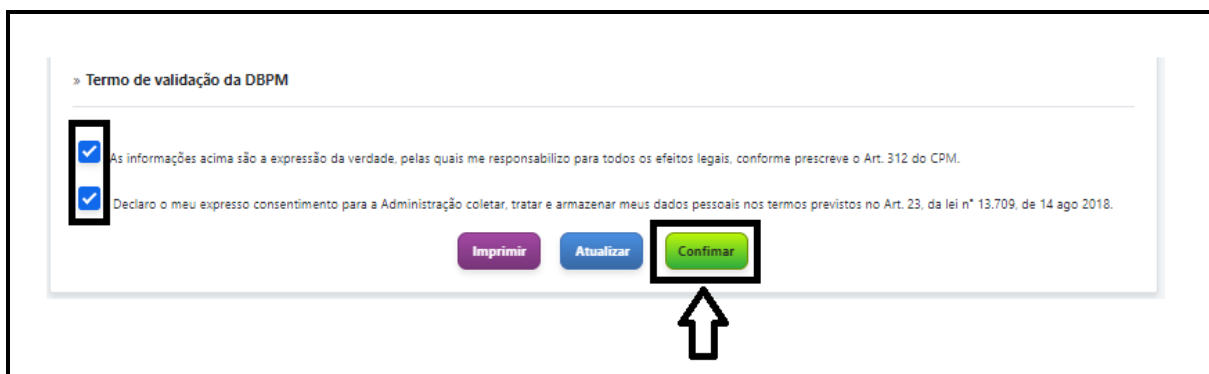 » Termo de validação da DBPM
As informações acima são a expressão da verdade, pelas quais me responsabilizo para todos os efeitos legais, conforme prescreve o Art. 312 do CPM.
Declaro o meu expresso consentimento para a Administração coletar, tratar e armazenar meus dados pessoais nos termos previstos no Art. 23, da lei n° 13.709, de 14 ago 2018.
Imprimir Atualizar Confimar